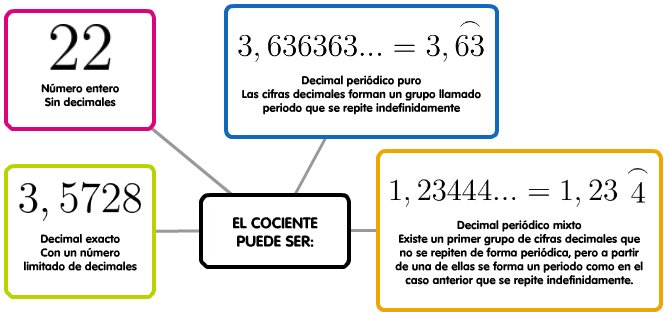 22
Número entero
Sin decimales
3, 636363... = 3, 6͡3
Decimal periódico puro
Las cifras decimales forman un grupo llamado
periodo que se repite indefinidamente
3, 5728
Decimal exacto
Con un número
limitado de decimales
EL COCIENTE
PUEDE SER:
1, 23444... = 1, 23 4̑
Decimal periódico mixto
Existe un primer grupo de cifras decimales que
no se repiten de forma periódica, pero a partir
de una de ellas se forma un periodo como en el
caso anterior que se repite indefinidamente.